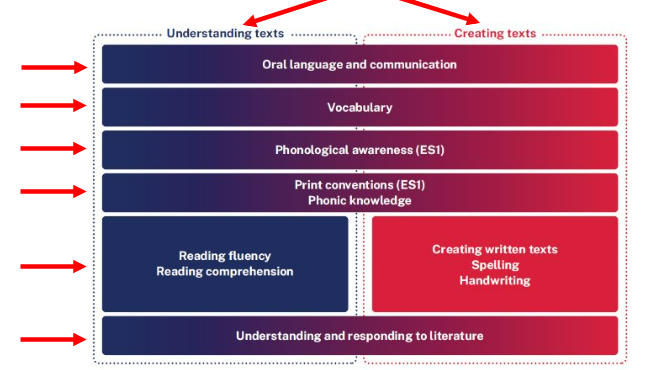 Understanding texts
Creating texts
Oral language and communication
Vocabulary
Phonological awareness (ES1)
Print conventions (ES1)
Phonic knowledge
Reading fluency
Reading comprehension
Creating written texts
Spelling
Handwriting
Understanding and responding to literature